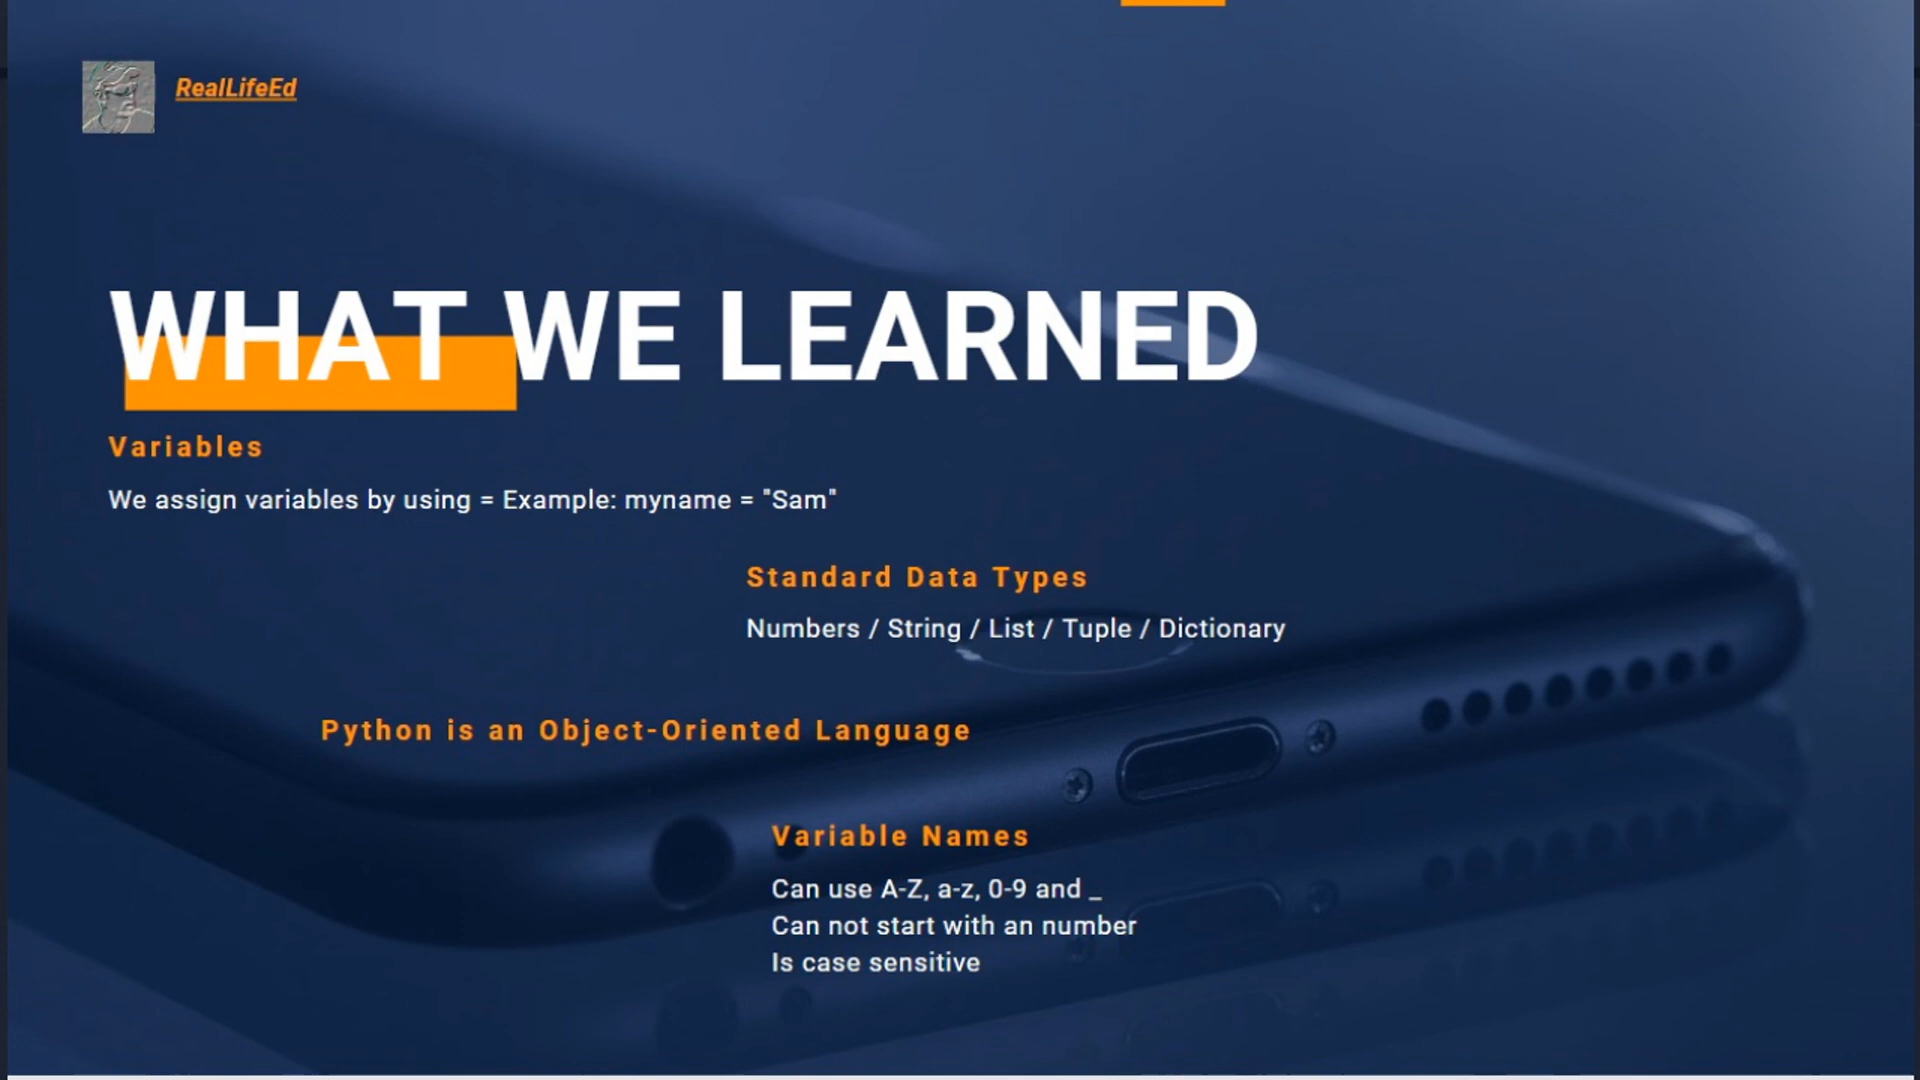 RealLifeEd
WHAT WE LEARNED
Variables
We assign variables by using = Example: myname = "Sam"
Standard Data Types
Numbers / String / List / Tuple / Dictionary
Python is an Object-Oriented Language
Variable Names
Can use A-Z, a-z, 0-9 and _
Can not start with an number
Is case sensitive